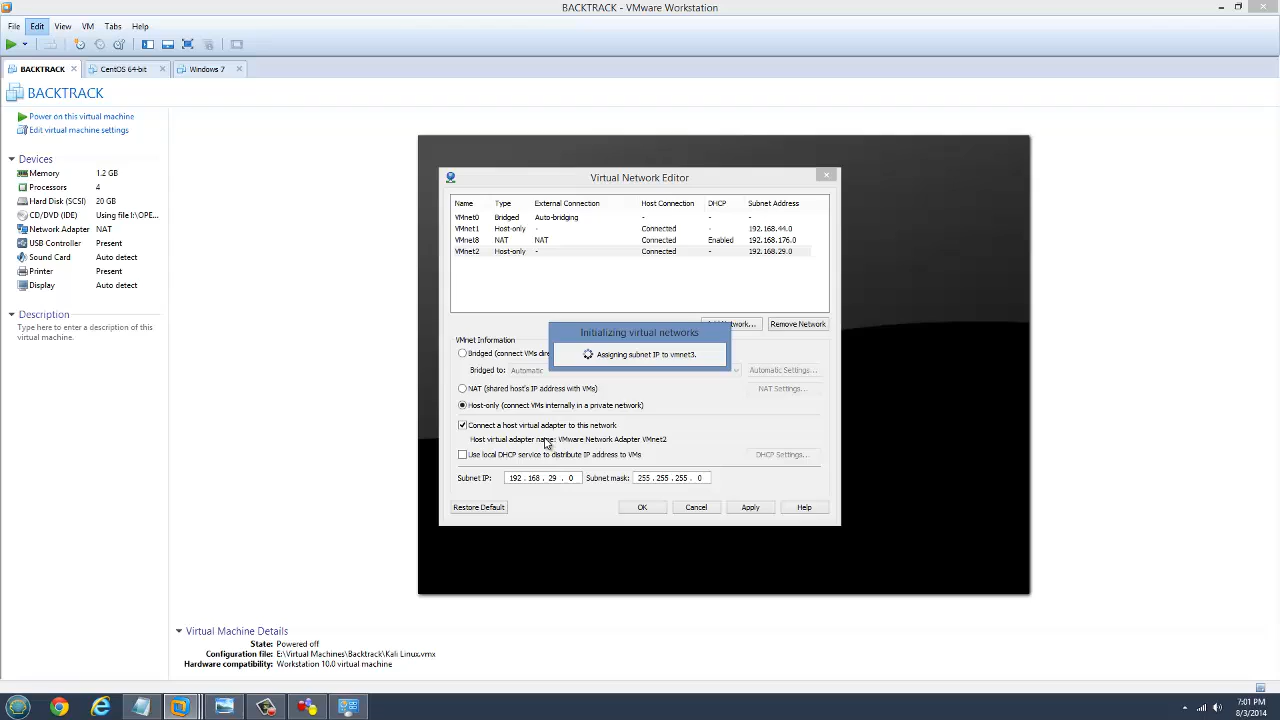 BACKTRACK - VMware Workstation
File Edit View VM Tabs Help
BACKTRACK CentOS 64-bit Windows 7
BACKTRACK
Power on this virtual machine
Edit virtual machine settings
Devices
Memory 1.2 GB
Processors 4
Hard Disk (SCSI) 20 GB
CD/DVD (IDE) Using file I:\OPE...
Network Adapter NAT
USB Controller Present
Sound Card Auto detect
Printer Present
Display Auto detect
Description
Type here to enter a description of this
virtual machine.
Virtual Network Editor
Name Type External Connection Host Connection DHCP Subnet Address
VMnet0 Bridged Auto-bridging - - -
VMnet1 Host-only - Connected - 192.168.44.0
VMnet8 NAT NAT Connected Enabled 192.168.176.0
VMnet2 Host-only - Connected - 192.168.29.0
Remove Network
Initializing virtual networks
Assigning subnet IP to vmnet3.
VMnet Information
Bridged (connect VMs
Bridged to: Automatic Automatic Settings...
NAT (shared host's IP address with VMs) NAT Settings...
Host-only (connect VMs internally in a private network)
Connect a host virtual adapter to this network
Host virtual adapter name: VMware Network Adapter VMnet2
Use local DHCP service to distribute IP address to VMs DHCP Settings...
Subnet IP: 192 . 168 . 29 . 0 Subnet mask: 255 . 255 . 255 . 0
Restore Default OK Cancel Apply Help
Virtual Machine Details
State: Powered off
Configuration file: E:\Virtual Machines\Backtrack\Kali Linux.vmx
Hardware compatibility: Workstation 10.0 virtual machine
7:01 PM
8/3/2014